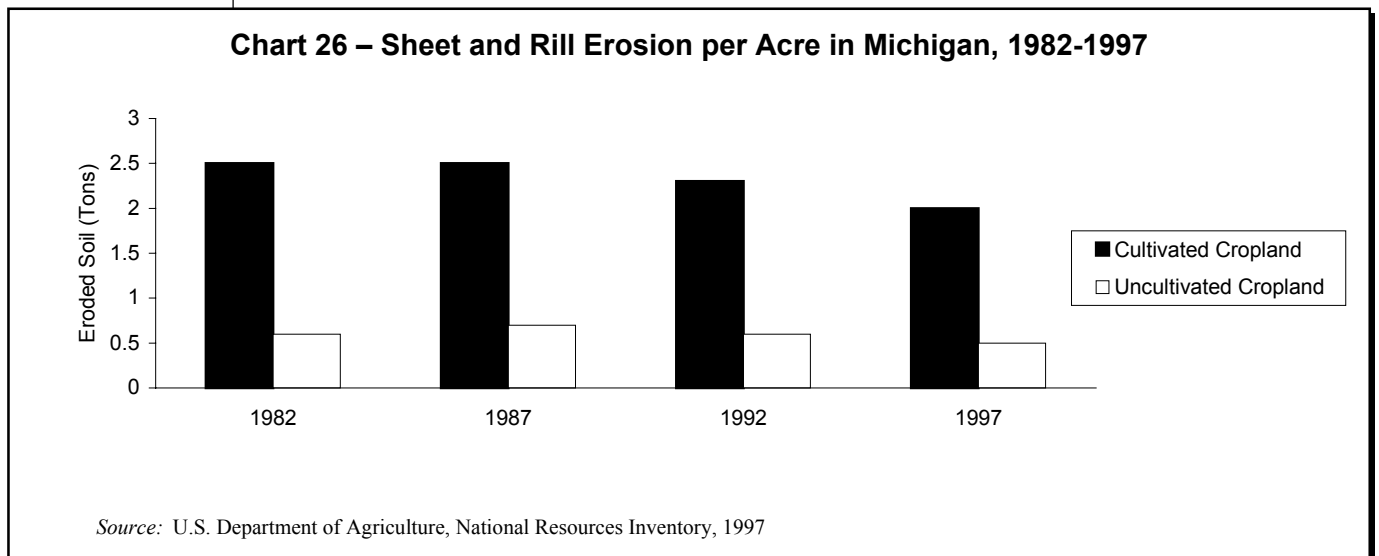 Chart 26 – Sheet and Rill Erosion per Acre in Michigan, 1982-1997
Eroded Soil (Tons)
3
2.5
2
1.5
1
0.5
0
1982 1987 1992 1997
Cultivated Cropland
Uncultivated Cropland
Source: U.S. Department of Agriculture, National Resources Inventory, 1997